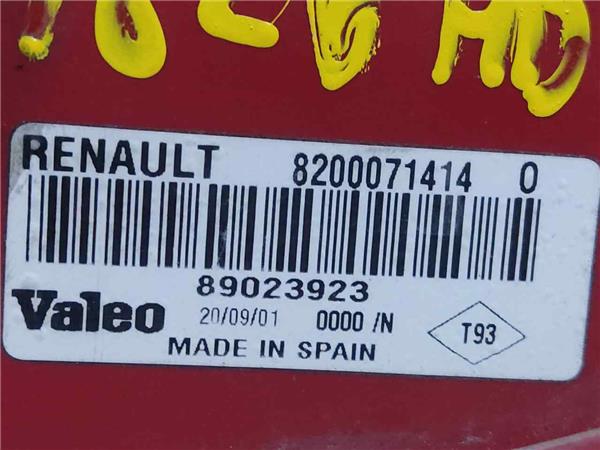 RENAULT 8200071414 0
89023923
Valeo 20/09/01 0000 /N T93
MADE IN SPAIN